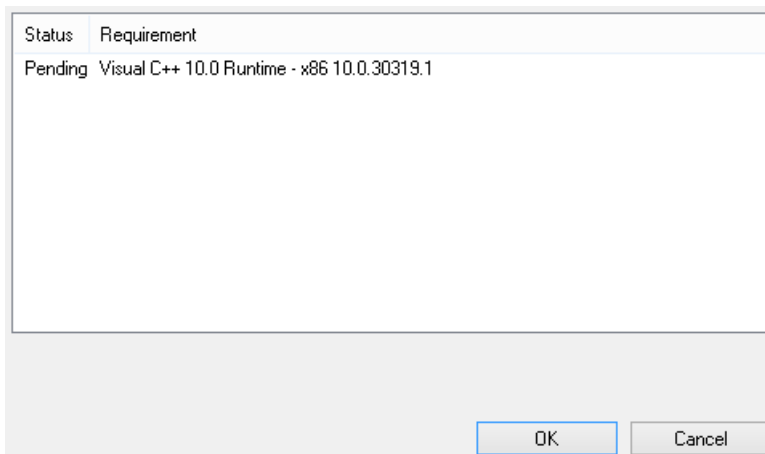 Status Requirement
Pending Visual C++ 10.0 Runtime - x86 10.0.30319.1
OK Cancel